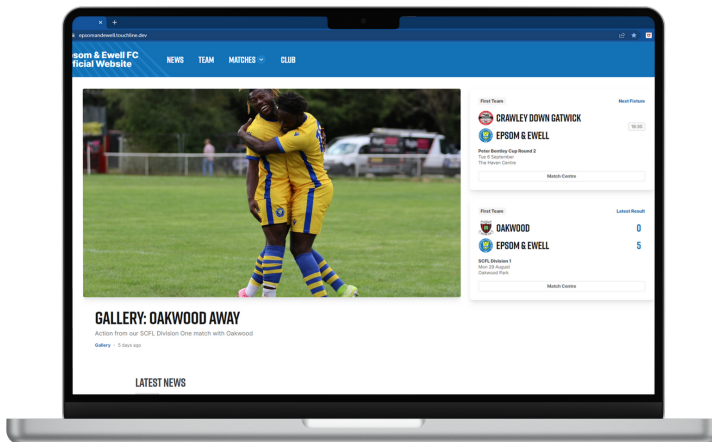 epsomandewell.touchline.dev
psom & Ewell FC
fficial Website
NEWS TEAM MATCHES CLUB
First Team Next Fixture
CRAWLEY DOWN GATWICK
EPSOM & EWELL
19:30
Peter Bentley Cup Round 2
Tue 6 September
The Haven Centre
Match Centre
First Team Latest Result
OAKWOOD 0
EPSOM & EWELL 5
SCFL Division 1
Mon 29 August
Oakwood Park
Match Centre
GALLERY: OAKWOOD AWAY
Action from our SCFL Division One match with Oakwood
Gallery • 5 days ago
LATEST NEWS